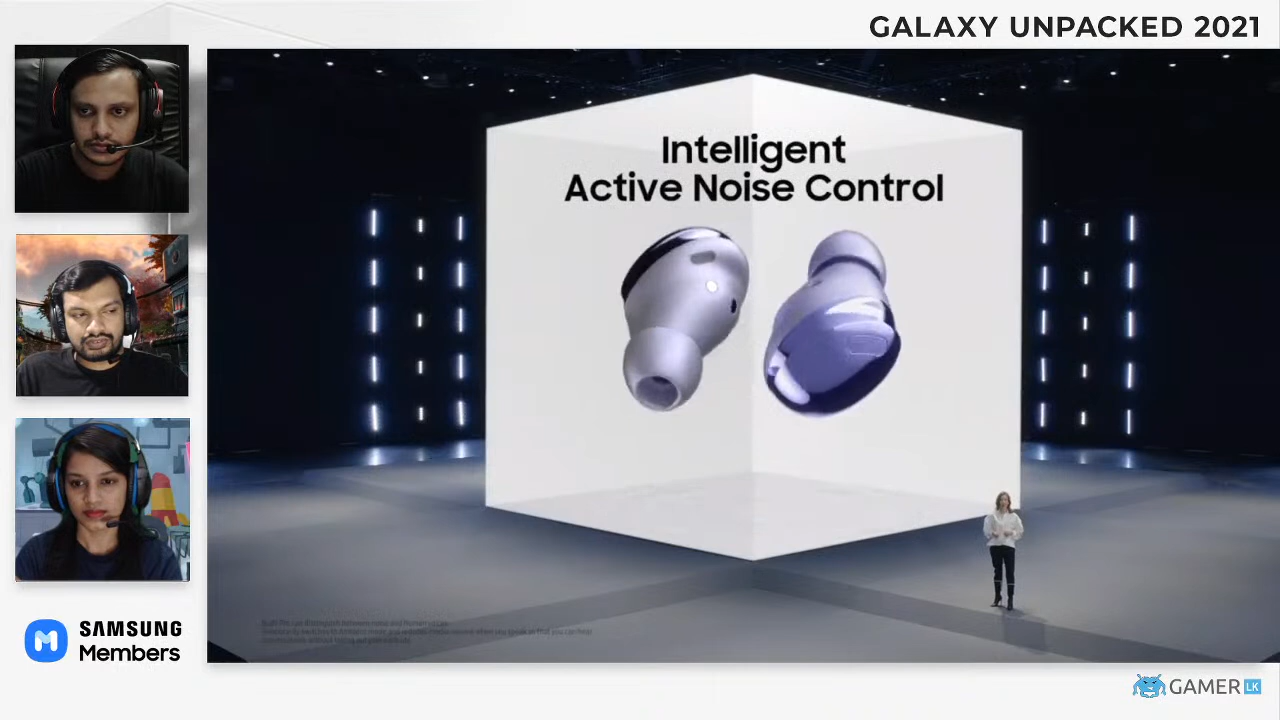 GALAXY UNPACKED 2021
Intelligent
Active Noise Control
SAMSUNG
Members
GAMER LK